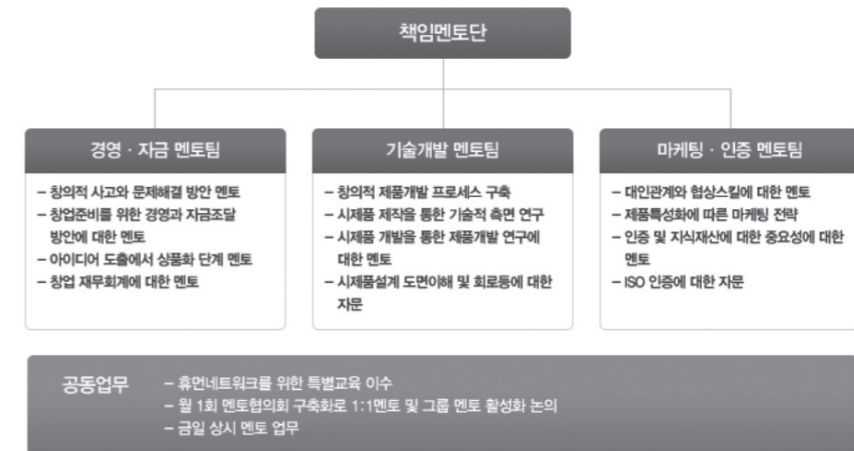 책임멘토단
경영 · 자금 멘토팀
– 창의적 사고와 문제해결 방안 멘토
– 창업준비를 위한 경영과 자금조달
방안에 대한 멘토
– 아이디어 도출에서 상품화 단계 멘토
– 창업 재무회계에 대한 멘토
기술개발 멘토팀
– 창의적 제품개발 프로세스 구축
– 시제품 제작을 통한 기술적 측면 연구
– 시제품 개발을 통한 제품개발 연구에
대한 멘토
– 시제품설계 도면이해 및 회로등에 대한
자문
마케팅 · 인증 멘토팀
– 대인관계와 협상스킬에 대한 멘토
– 제품특성화에 따른 마케팅 전략
– 인증 및 지식재산에 대한 중요성에 대한
멘토
– ISO 인증에 대한 자문
공동업무
– 휴먼네트워크를 위한 특별교육 이수
– 월 1회 멘토협의회 구축화로 1:1멘토 및 그룹 멘토 활성화 논의
– 금일 상시 멘토 업무